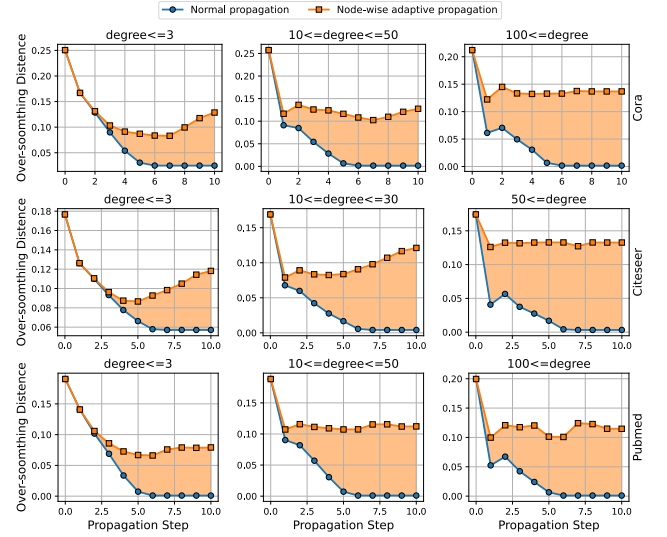 Normal propagation Node-wise adaptive propagation
degree<=3 10<=degree<=50 100<=degree
Over-soomthing Distance
0.25 0.20 0.15 0.10 0.05
0 2 4 6 8 10
0.25 0.20 0.15 0.10 0.05 0.00
0 2 4 6 8 10
0.20 0.15 0.10 0.05 0.00
0 2 4 6 8 10
Cora
degree<=3 10<=degree<=30 50<=degree
Over-soomthing Distance
0.18 0.16 0.14 0.12 0.10 0.08 0.06
0.0 2.5 5.0 7.5 10.0
0.15 0.10 0.05 0.00
0.0 2.5 5.0 7.5 10.0
0.15 0.10 0.05 0.00
0.0 2.5 5.0 7.5 10.0
Citeseer
degree<=3 10<=degree<=50 100<=degree
Over-soomthing Distance
0.15 0.10 0.05 0.00
0.0 2.5 5.0 7.5 10.0
0.15 0.10 0.05 0.00
0.0 2.5 5.0 7.5 10.0
0.20 0.15 0.10 0.05 0.00
0.0 2.5 5.0 7.5 10.0
Pubmed
Propagation Step Propagation Step Propagation Step